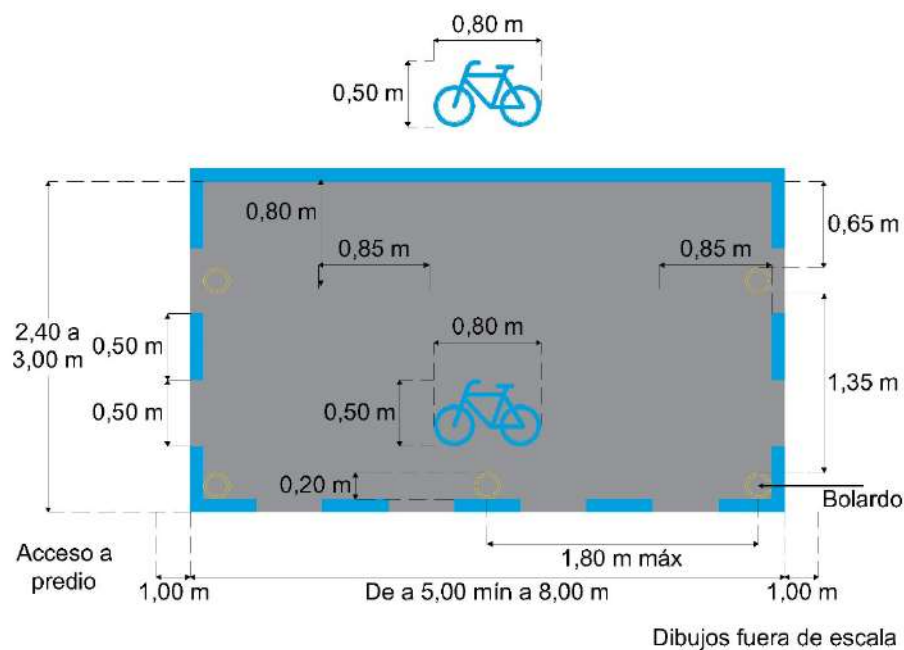 0,80 m
0,50 m
0,80 m
0,65 m
0,85 m
0,85 m
2,40 a
3,00 m
0,50 m
0,80 m
1,35 m
0,50 m
0,50 m
0,20 m
Bolardo
Acceso a
predio
1,80 m máx
1,00 m
De a 5,00 mín a 8,00 m
1,00 m
Dibujos fuera de escala